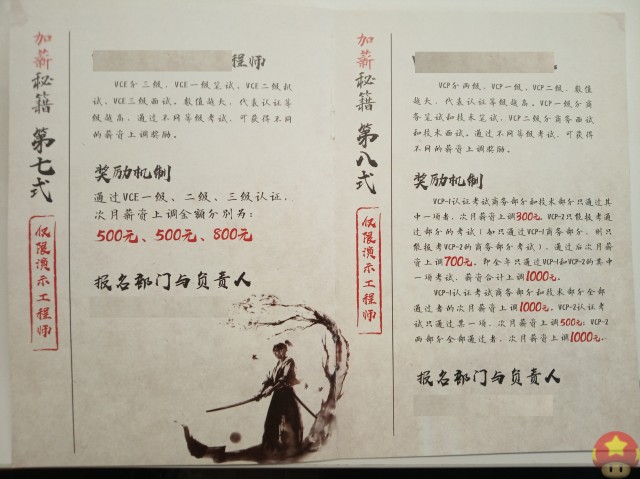 加薪秘籍 第七式
仅限演示工程师
程师
VCE分三级，VCE一级笔试，VCE二级机
试，VCE三级面试。数值越大，代表认证等
级越高。通过不同等级考试，可获得不同
的薪资上调奖励。
奖励机制
通过VCE一级、二级、三级认证，
次月薪资上调金额分别为：
500元、500元、800元
报名部门与负责人
加薪秘籍 第八式
仅限演示工程师
VCP分两级，VCP一级，VCP二级，数值
越大，代表认证等级越高。VCP一级分商
务笔试和技术笔试，VCP二级分商务面试
和技术面试。通过不同等级考试，可获得
不同的薪资上调奖励。
奖励机制
VCP-1认证考试商务部分和技术部分只通过其
中一项者，次月薪资上调300元，VCP-2只能报考通
过部分的考试（如只通过VCP-1商务部分，则只
能报考VCP-2的商务部分考试），通过后次月薪资
上调700元，即全年只通过VCP-1和VCP-2的其中
一项考试，薪资合计上调1000元。
VCP-1认证考试商务部分和技术部分全部
通过者的次月薪资上调1000元，VCP-2认证考
试只通过某一项，次月薪资上调500元；VCP-2
两部分全部通过者，次月薪资上调1000元。
报名部门与负责人